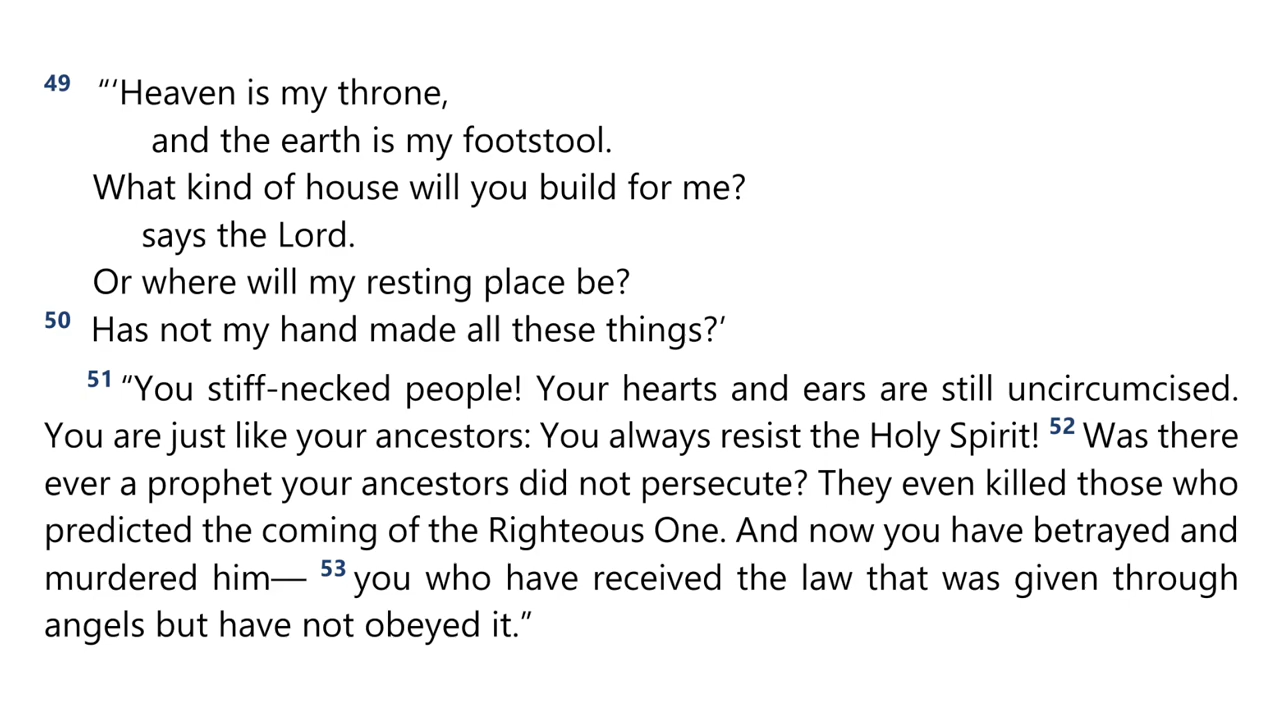 49 “‘Heaven is my throne,
and the earth is my footstool.
What kind of house will you build for me?
says the Lord.
Or where will my resting place be?
50 Has not my hand made all these things?’
51 “You stiff-necked people! Your hearts and ears are still uncircumcised.
You are just like your ancestors: You always resist the Holy Spirit! 52 Was there
ever a prophet your ancestors did not persecute? They even killed those who
predicted the coming of the Righteous One. And now you have betrayed and
murdered him— 53 you who have received the law that was given through
angels but have not obeyed it.”